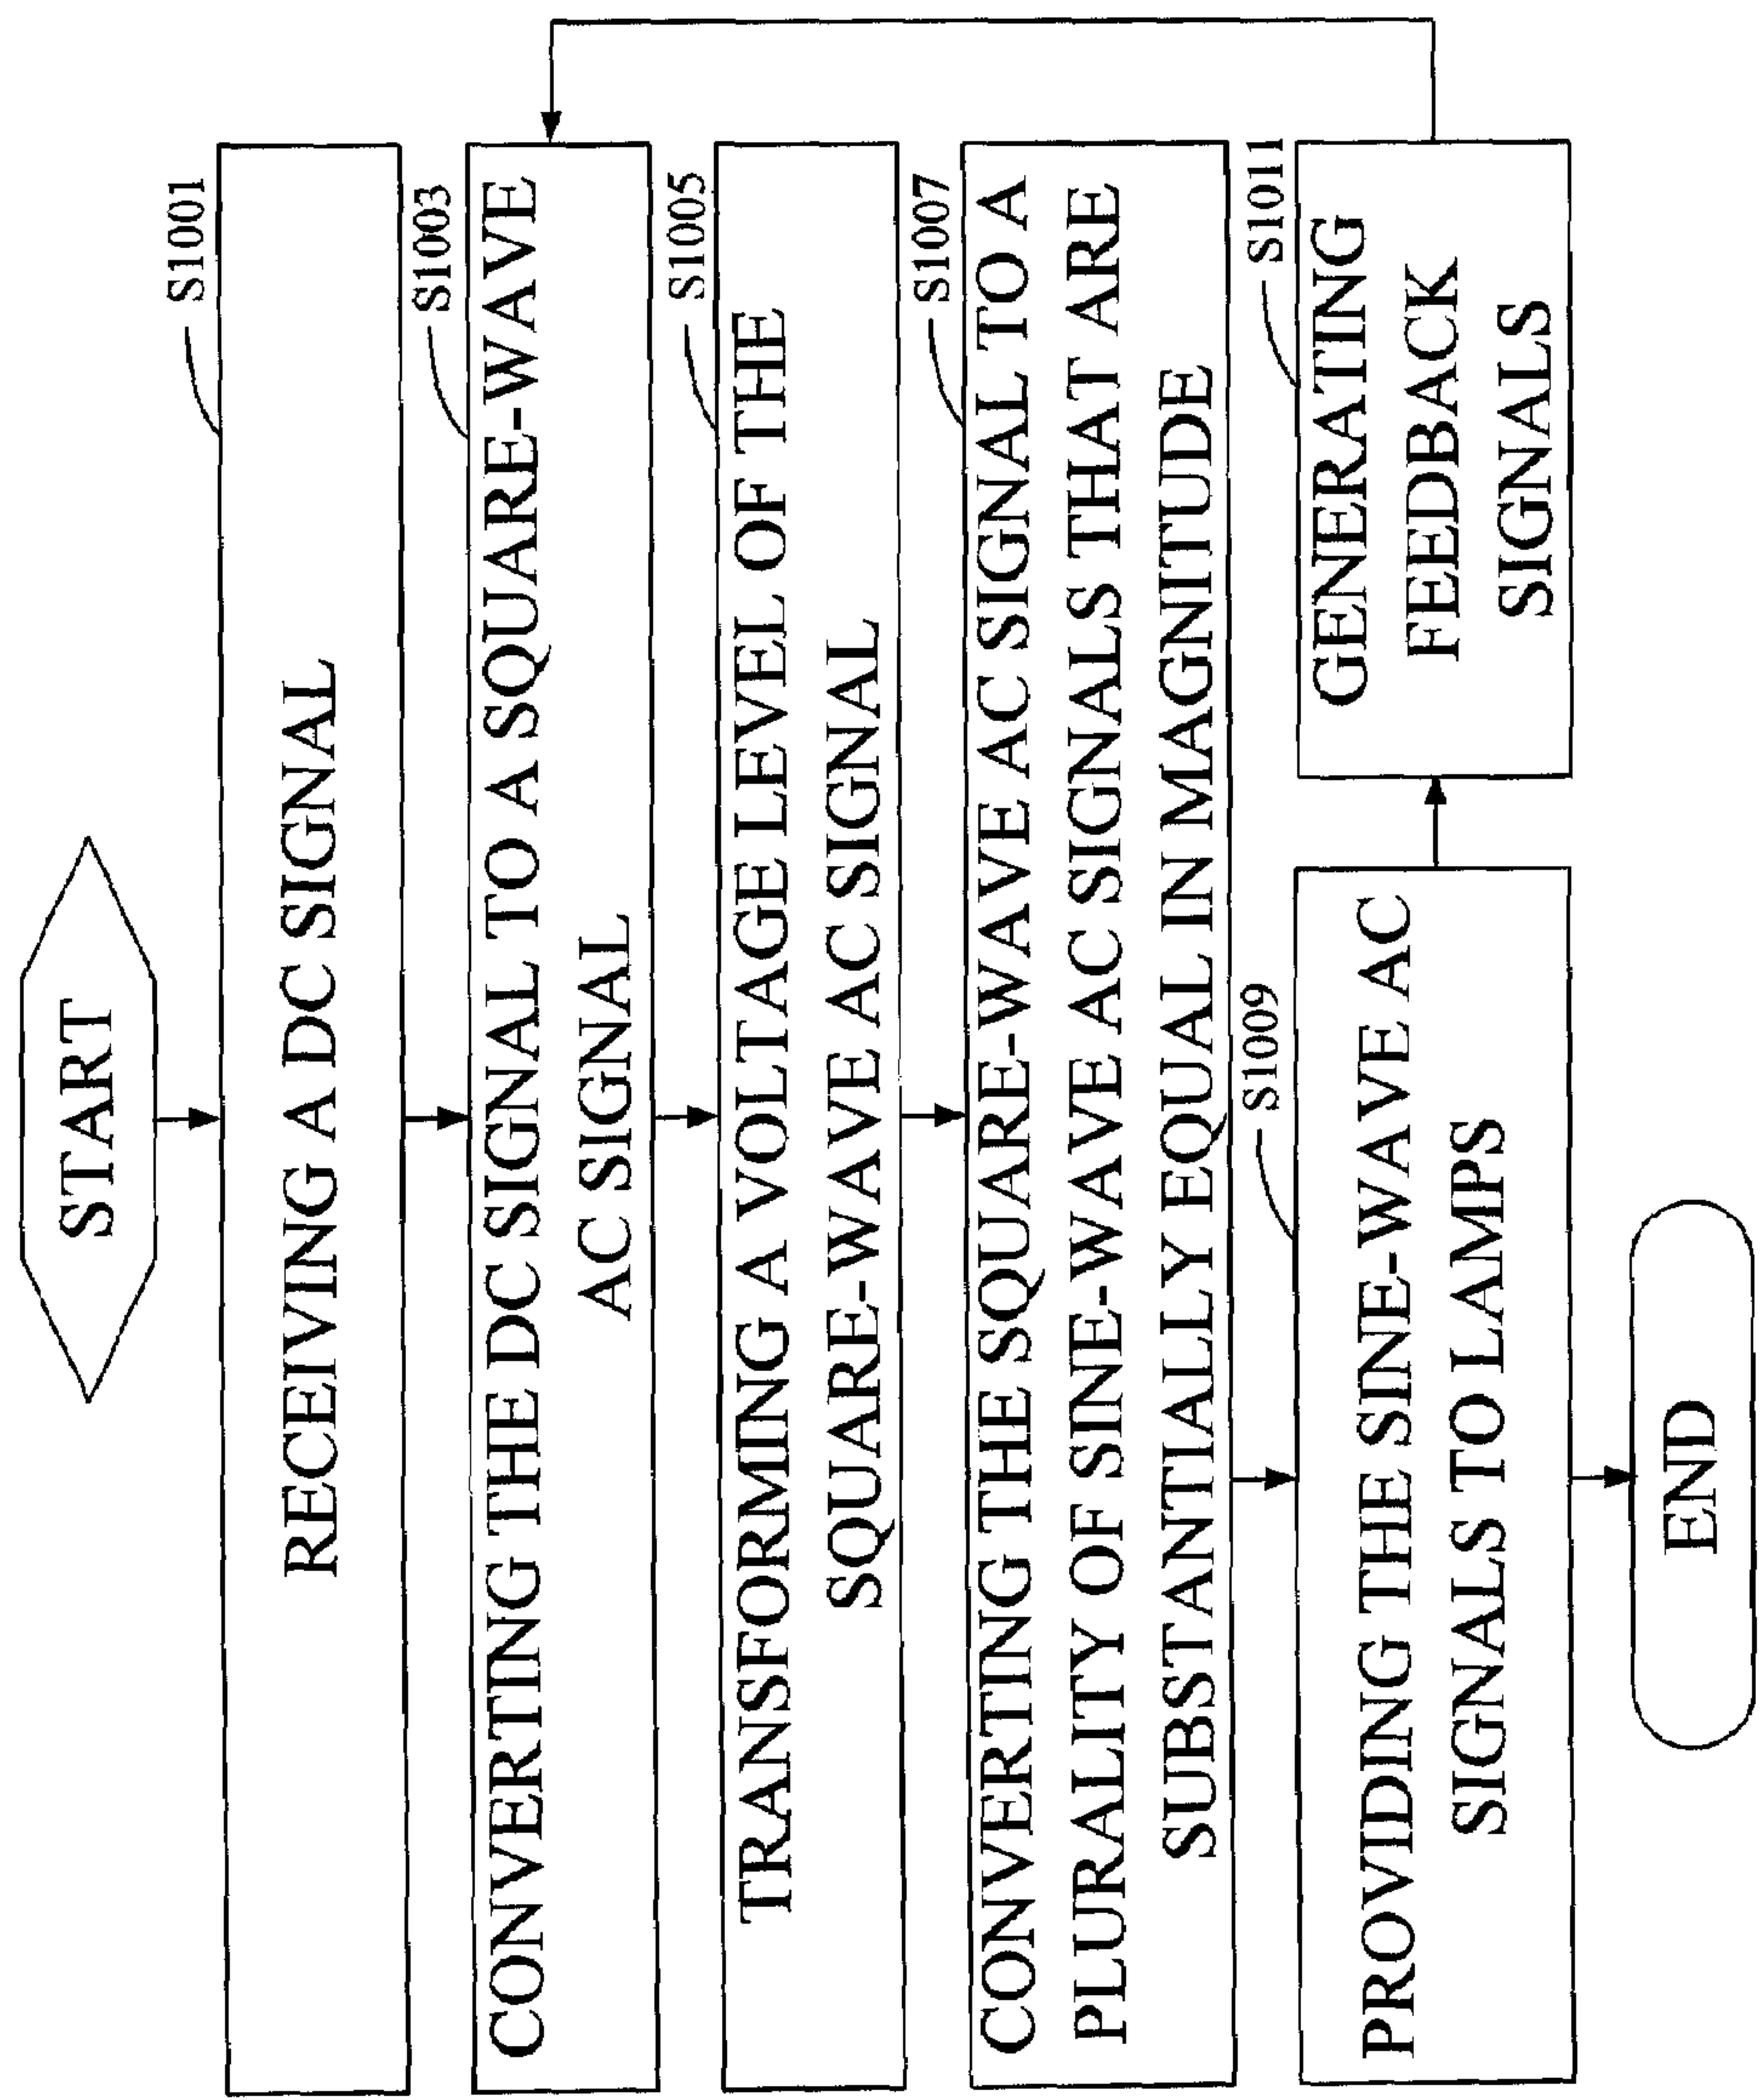 START
S1001
RECEIVING A DC SIGNAL
S1003
CONVERTING THE DC SIGNAL TO A SQUARE-WAVE
AC SIGNAL
S1005
TRANSFORMING A VOLTAGE LEVEL OF THE
SQUARE-WAVE AC SIGNAL
S1007
CONVERTING THE SQUARE-WAVE AC SIGNAL TO A
PLURALITY OF SINE-WAVE AC SIGNALS THAT ARE
SUBSTANTIALLY EQUAL IN MAGNITUDE
S1009
PROVIDING THE SINE-WAVE AC
SIGNALS TO LAMPS
S1011
GENERATING
FEEDBACK
SIGNALS
END